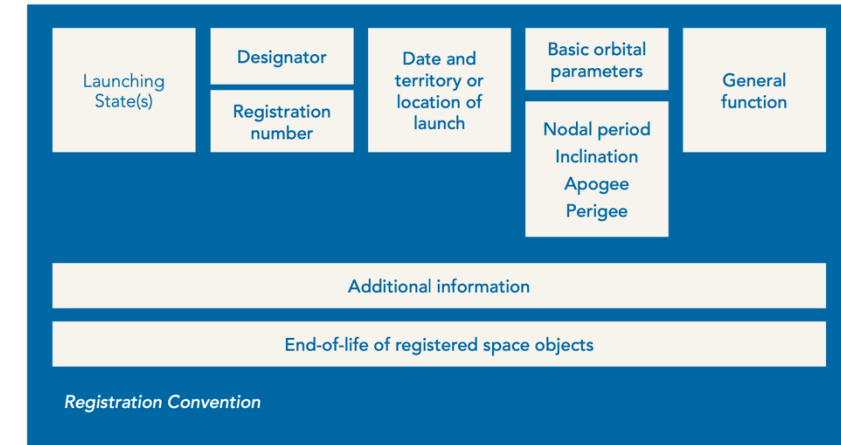 Launching
State(s)
Designator
Registration
number
Date and
territory or
location of
launch
Basic orbital
parameters
Nodal period
Inclination
Apogee
Perigee
General
function
Additional information
End-of-life of registered space objects
Registration Convention